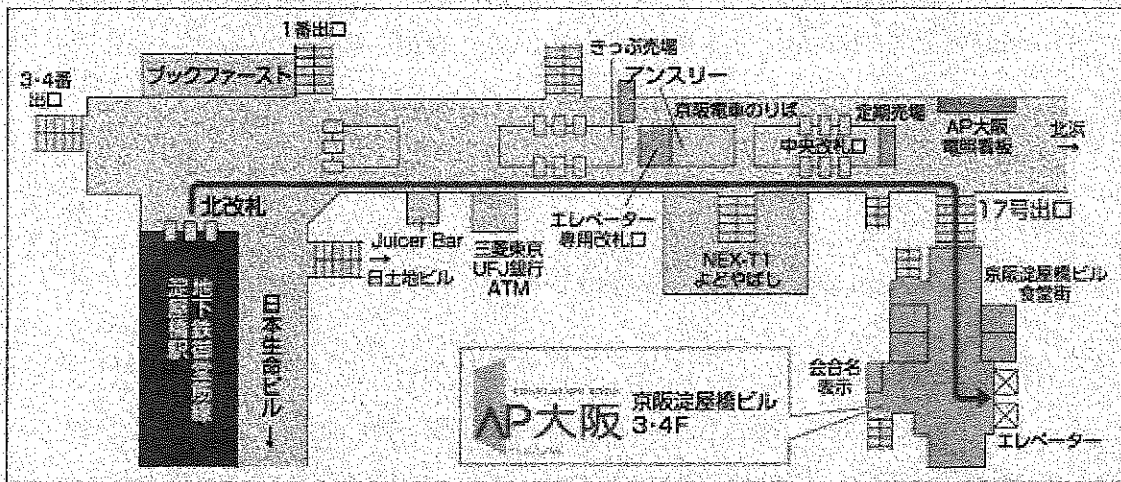 1番出口
きっぷ売場
3・4番
出口
ブックファースト
アンスリー
京阪電車のりば
定期売場
中央改札口
AP大阪
電照看板
北浜
→
北改札
17号出口
Juicer Bar
→
日土地ビル
三菱東京
UFJ銀行
ATM
エレベーター
専用改札口
NEX-T1
よどやばし
京阪淀屋橋ビル
食堂街
地下鉄御堂筋線
淀屋橋駅
日本生命ビル→
会合名
表示
AP大阪
京阪淀屋橋ビル
3・4F
エレベーター